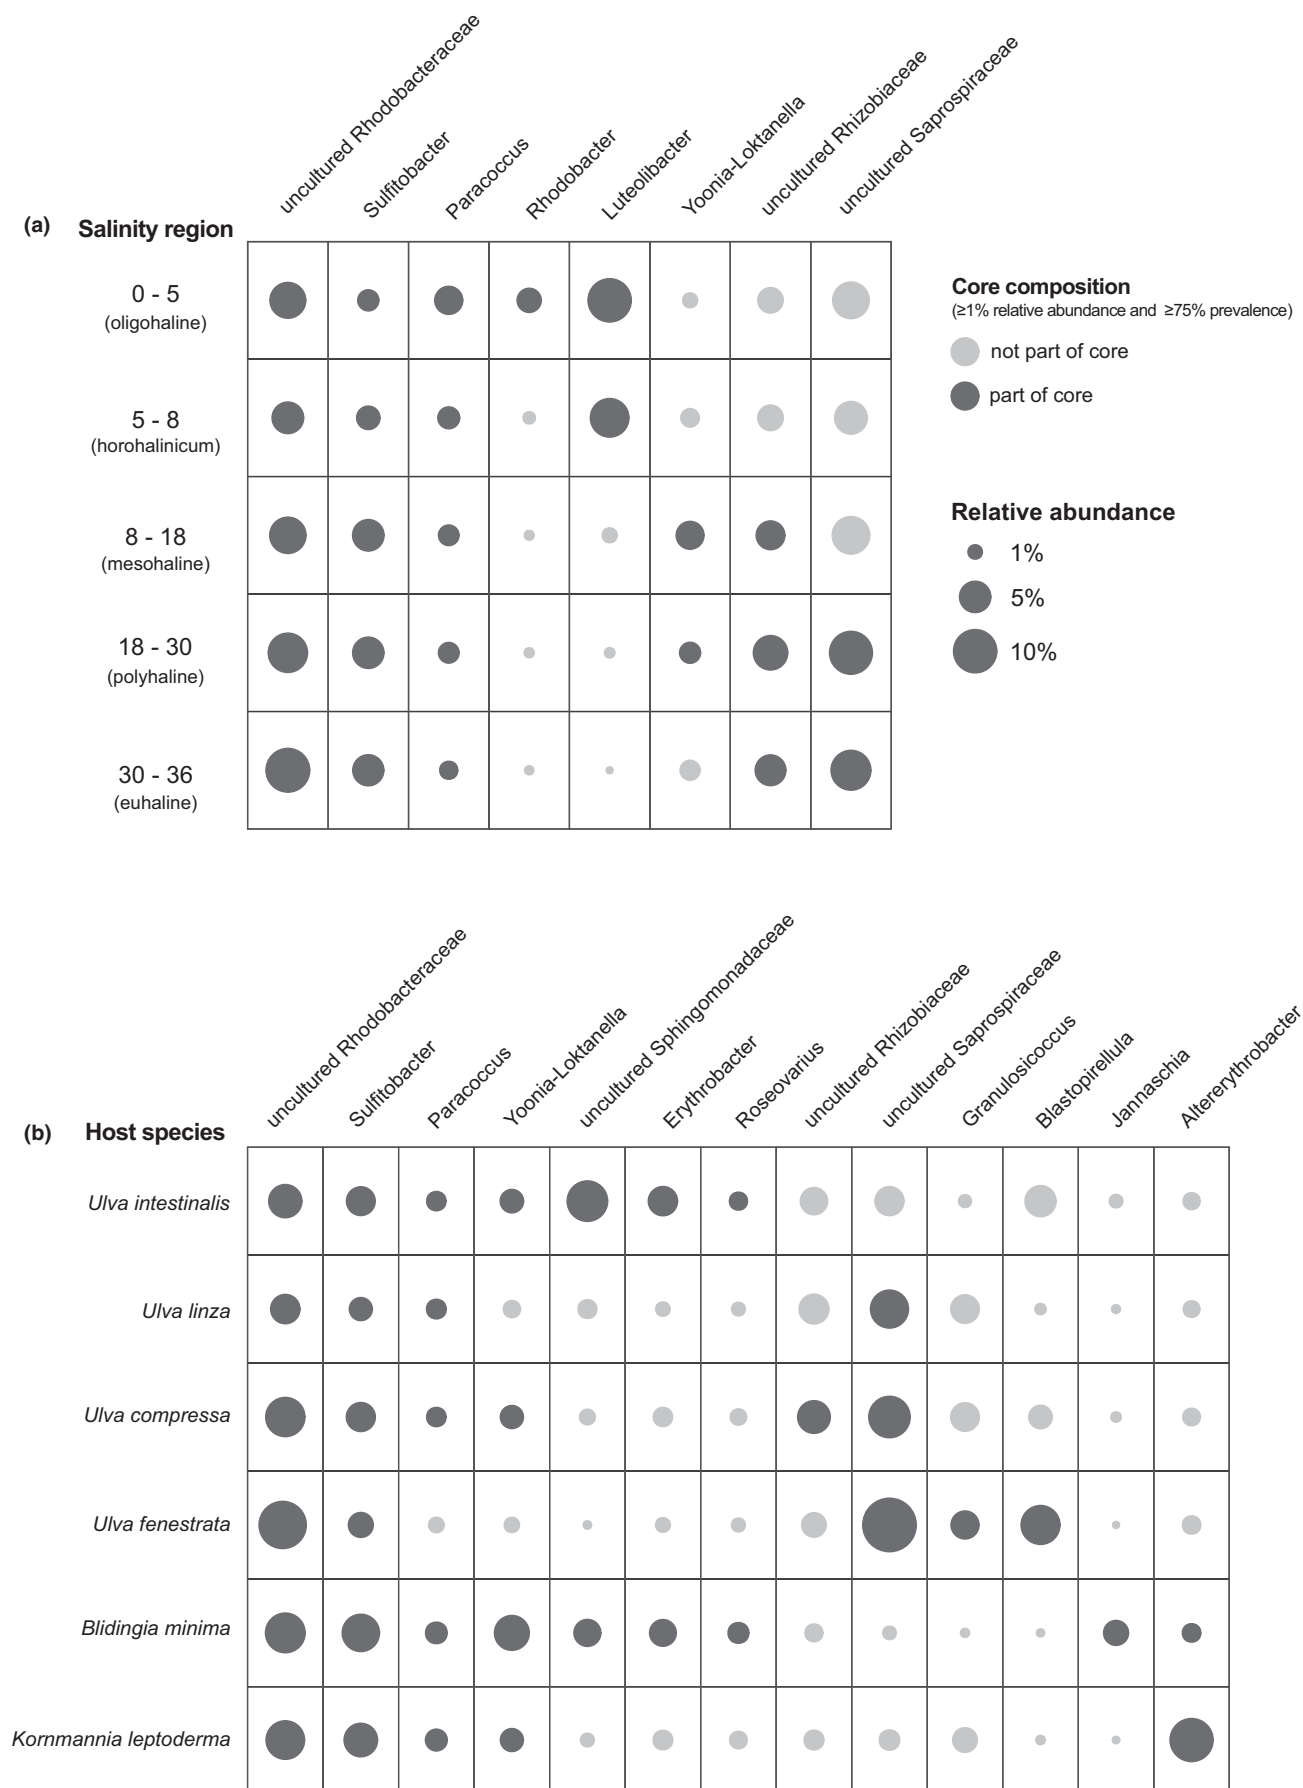 uncultured Rhodobacteraceae
Sulfitobacter
Paracoccus
Rhodobacter
Luteolibacter
Yoonia-Loktanella
uncultured Rhizobiaceae
uncultured Saprospiraceae
(a) Salinity region
0 - 5
(oligohaline)
5 - 8
(horohalinicum)
8 - 18
(mesohaline)
18 - 30
(polyhaline)
30 - 36
(euhaline)
Core composition
(≥1% relative abundance and ≥75% prevalence)
not part of core
part of core
Relative abundance
1%
5%
10%
uncultured Rhodobacteraceae
Sulfitobacter
Paracoccus
Yoonia-Loktanella
uncultured Sphingomonadaceae
Erythrobacter
Roseovarius
uncultured Rhizobiaceae
uncultured Saprospiraceae
Granulosicoccus
Blastopirellula
Jannaschia
Altererythrobacter
(b) Host species
Ulva intestinalis
Ulva linza
Ulva compressa
Ulva fenestrata
Blidingia minima
Kornmannia leptoderma